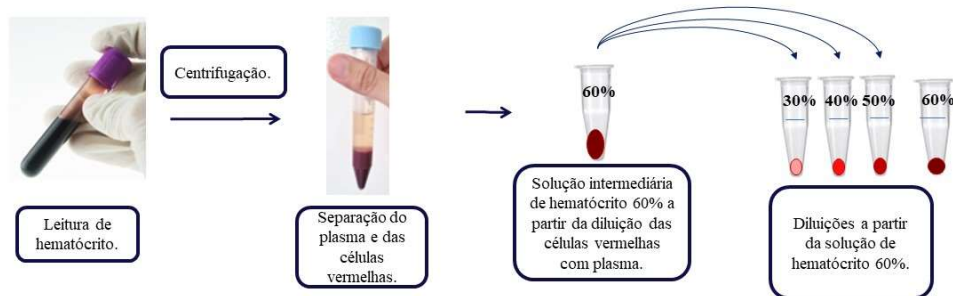 Centrifugação.
Leitura de
hematócrito.
Separação do
plasma e das
células
vermelhas.
60%
Solução intermediária
de hematócrito 60% a
partir da diluição das
células vermelhas
com plasma.
30% 40% 50% 60%
Diluições a partir
da solução de
hematócrito 60%.